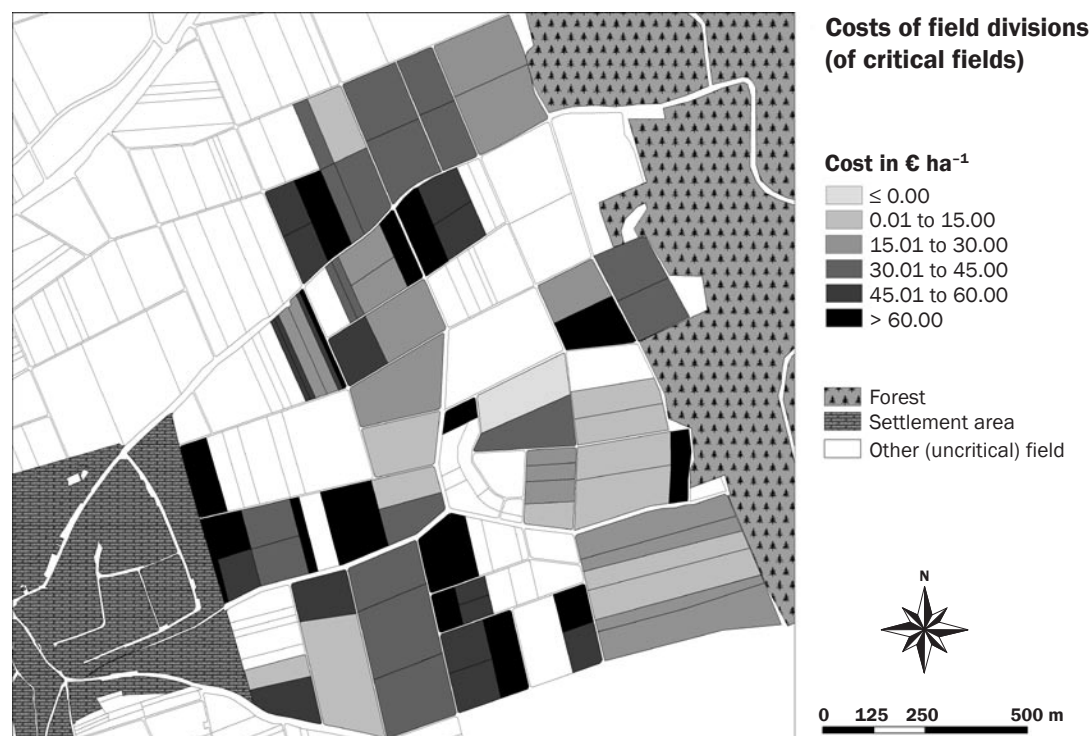 Costs of field divisions
(of critical fields)
Cost in € ha⁻¹
≤ 0.00
0.01 to 15.00
15.01 to 30.00
30.01 to 45.00
45.01 to 60.00
> 60.00
Forest
Settlement area
Other (uncritical) field
N
0 125 250 500 m